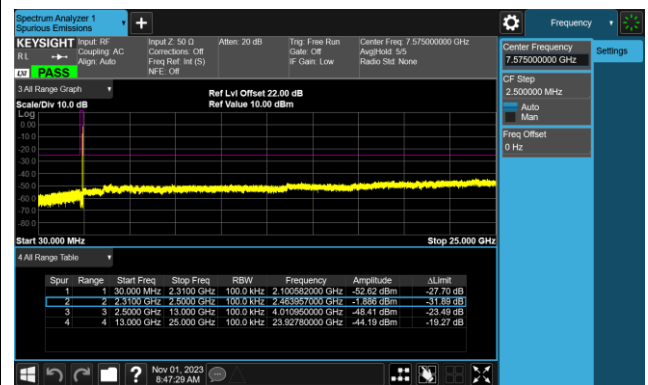 Spectrum Analyzer 1
Spurious Emissions
Frequency
KEYSIGHT Input: RF Input Z: 50 Ω Atten: 20 dB Trig: Free Run Center Freq: 7.575000000 GHz
RL Coupling: AC Corrections: Off Gate: Off Avg|Hold: 5/5
Align: Auto Freq Ref: Int (S) IF Gain: Low Radio Std: None
LXI PASS NFE: Off
Center Frequency
7.575000000 GHz
Settings
CF Step
2.500000 MHz
Auto
Man
Freq Offset
0 Hz
3 All Range Graph
Ref Lvl Offset 22.00 dB
Scale/Div 10.0 dB Ref Value 10.00 dBm
Log
0.00
-10.0
-20.0
-30.0
-40.0
-50.0
-60.0
-70.0
-80.0
Start 30.000 MHz Stop 25.000 GHz
4 All Range Table
Spur Range Start Freq Stop Freq RBW Frequency Amplitude ΔLimit
1 1 30.000 MHz 2.3100 GHz 100.0 kHz 2.100582000 GHz -52.62 dBm -27.70 dB
2 2 2.3100 GHz 2.5000 GHz 100.0 kHz 2.463957000 GHz -1.886 dBm -31.89 dB
3 3 2.5000 GHz 13.000 GHz 100.0 kHz 4.010950000 GHz -48.41 dBm -23.49 dB
4 4 13.000 GHz 25.000 GHz 100.0 kHz 23.92780000 GHz -44.19 dBm -19.27 dB
? Nov 01, 2023
8:47:29 AM